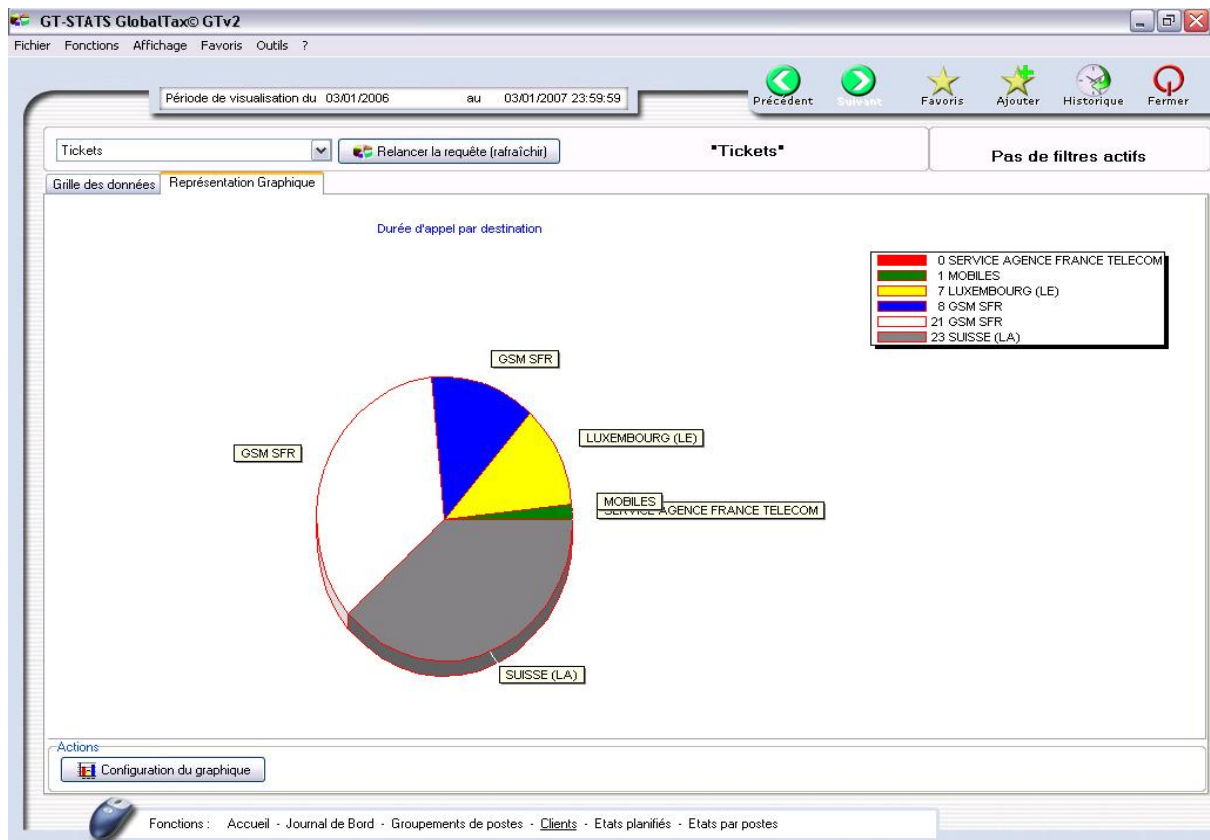 GT-STATS GlobalTax© GTv2
Fichier Fonctions Affichage Favoris Outils ?
Période de visualisation du 03/01/2006 au 03/01/2007 23:59:59
Précédent Suivant Favoris Ajouter Historique Fermer
Tickets Relancer la requête (rafraîchir) "Tickets" Pas de filtres actifs
Grille des données Représentation Graphique
Durée d'appel par destination
0 SERVICE AGENCE FRANCE TELECOM
1 MOBILES
7 LUXEMBOURG (LE)
8 GSM SFR
21 GSM SFR
23 SUISSE (LA)
GSM SFR
LUXEMBOURG (LE)
GSM SFR
MOBILES
SERVICE AGENCE FRANCE TELECOM
SUISSE (LA)
Actions
Configuration du graphique
Fonctions : Accueil - Journal de Bord - Groupements de postes - Clients - Etats planifiés - Etats par postes